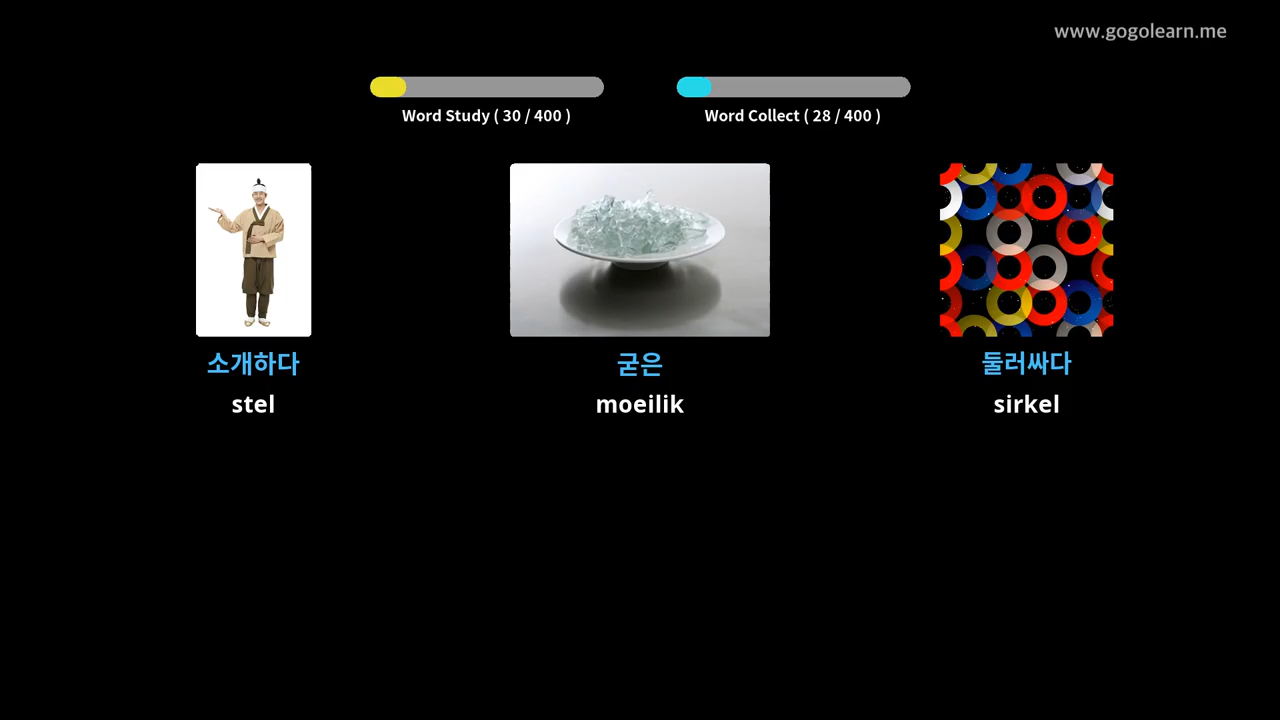 www.gogolearn.me
Word Study ( 30 / 400 )
Word Collect ( 28 / 400 )
소개하다
굳은
둘러싸다
stel
moeilik
sirkel